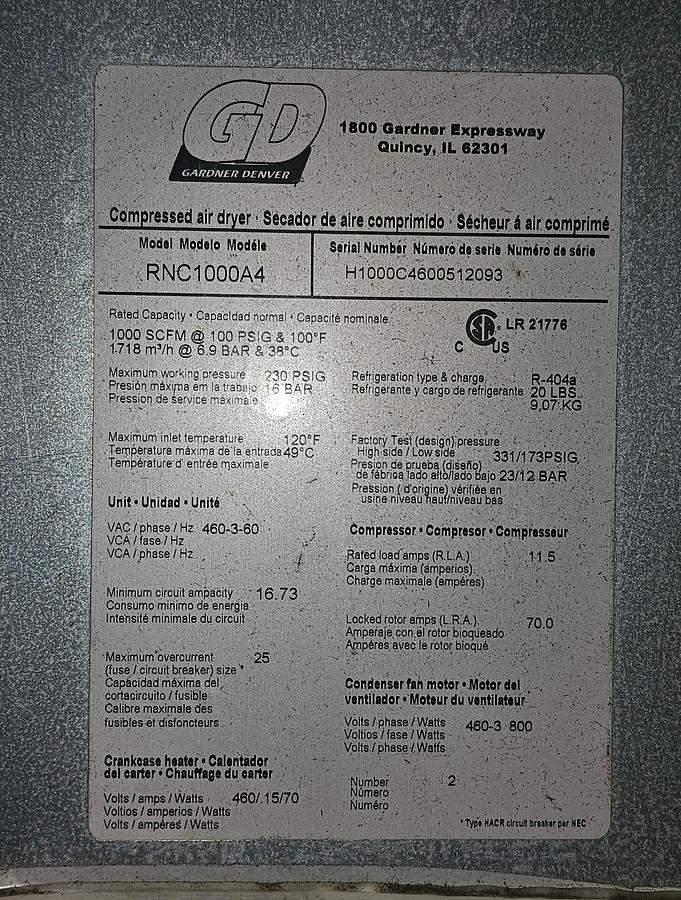 GD
GARDNER DENVER
1800 Gardner Expressway
Quincy, IL 62301
Compressed air dryer · Secador de aire comprimido · Sécheur á air comprimé
Model Modelo Modéle
RNC1000A4
Serial Number Número de serie Numéro de série
H1000C4600512093
Rated Capacity · Capacidad normal · Capacité nominale
1000 SCFM @ 100 PSIG & 100°F
1.718 m³/h @ 6.9 BAR & 38°C
SA ® LR 21776
C US
Maximum working pressure 230 PSIG
Presión máxima em la trabajo 16 BAR
Pression de service maximale
Refrigeration type & charge R-404a
Refrigerante y cargo de refrigerante 20 LBS.
9,07 KG
Maximum inlet temperature 120°F
Temperatura máxima de la entrada 49°C
Température d' entrée maximale
Factory Test (design) pressure
High side / Low side 331/173PSIG
Presion de prueba (diseño)
de fábrica lado alto/lado bajo 23/12 BAR
Pression ( d'origine) vérifiée en
usine niveau haut/niveau bas
Unit • Unidad • Unité
VAC / phase / Hz 460-3-60
VCA / fase / Hz
VCA / phase / Hz
Minimum circuit ampacity 16.73
Consumo minimo de energia
Intensité minimale du circuit
Maximum overcurrent 25
(fuse / circuit breaker) size *
Capacidad máxima del
cortacircuito / fusible
Calibre maximale des
fusibles et disfoncteurs
Crankcase heater • Calentador
del carter • Chauffage du carter
Volts / amps / Watts 460/.15/70
Voltios / amperios / Watts
Volts / ampéres / Watts
Compressor • Compresor • Compresseur
Rated load amps (R.L.A.) 11.5
Carga máxima (amperios)
Charge maximale (ampéres)
Locked rotor amps (L.R.A.) 70.0
Amperaje con el rotor bioqueado
Ampéres avec le rotor bioqué
Condenser fan motor • Motor del
ventilador • Moteur du ventilateur
Volts / phase / Watts 460-3 800
Voltios / fase / Watts
Volts / phase / Watts
Number 2
Número
Numéro
* Type HACR circuit breaker per NEC